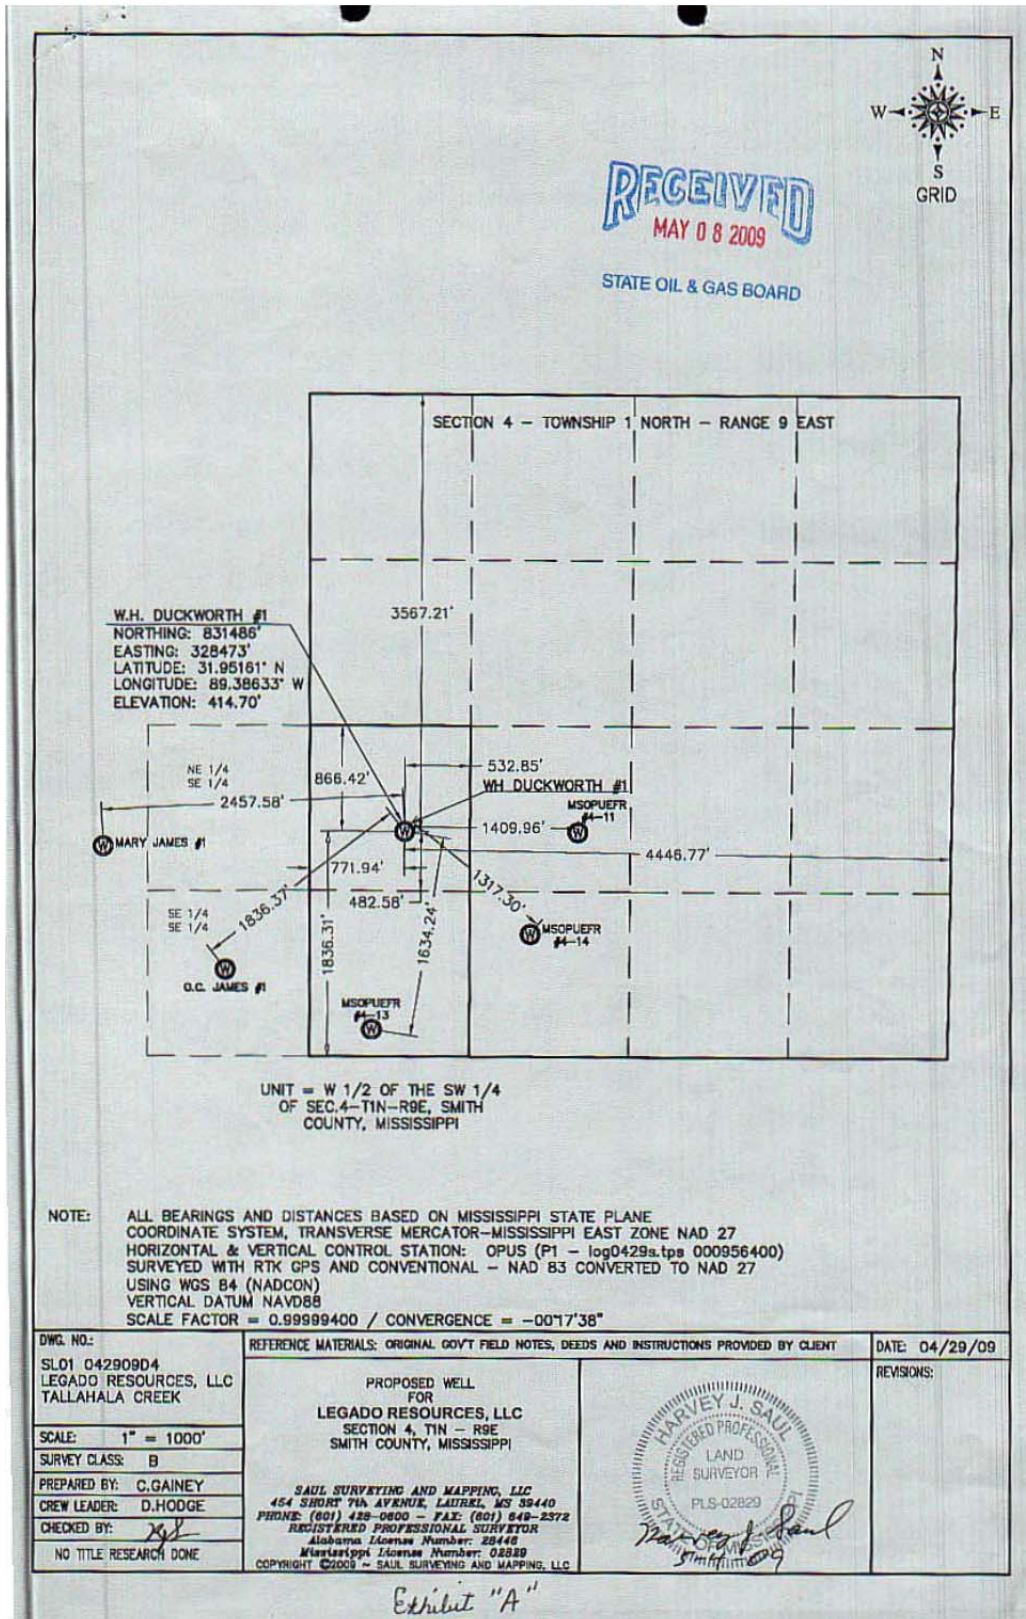 N
W E
S
GRID
RECEIVED
MAY 08 2009
STATE OIL & GAS BOARD
SECTION 4 - TOWNSHIP 1 NORTH - RANGE 9 EAST
3567.21'
W.H. DUCKWORTH #1
NORTHING: 831486'
EASTING: 328473'
LATITUDE: 31.95161° N
LONGITUDE: 89.38633° W
ELEVATION: 414.70'
NE 1/4
SE 1/4
866.42'
532.85'
WH DUCKWORTH #1
2457.58'
MSOPUEFR
#4-11
1409.96'
MARY JAMES #1
4446.77'
771.94'
1317.30'
482.58'
SE 1/4
SE 1/4
1836.37'
1836.31'
1634.24'
MSOPUEFR
#4-14
O.C. JAMES #1
MSOPUEFR
#4-13
UNIT = W 1/2 OF THE SW 1/4
OF SEC.4-T1N-R9E, SMITH
COUNTY, MISSISSIPPI
NOTE: ALL BEARINGS AND DISTANCES BASED ON MISSISSIPPI STATE PLANE
COORDINATE SYSTEM, TRANSVERSE MERCATOR-MISSISSIPPI EAST ZONE NAD 27
HORIZONTAL & VERTICAL CONTROL STATION: OPUS (P1 - log0429s.tps 000956400)
SURVEYED WITH RTK GPS AND CONVENTIONAL - NAD 83 CONVERTED TO NAD 27
USING WGS 84 (NADCON)
VERTICAL DATUM NAVD88
SCALE FACTOR = 0.99999400 / CONVERGENCE = -00°17'38"
DWG. NO.:
SL01 042909D4
LEGADO RESOURCES, LLC
TALLAHALA CREEK
REFERENCE MATERIALS: ORIGINAL GOV'T FIELD NOTES, DEEDS AND INSTRUCTIONS PROVIDED BY CLIENT
DATE: 04/29/09
REVISIONS:
SCALE: 1" = 1000'
SURVEY CLASS: B
PREPARED BY: C.GAINEY
CREW LEADER: D.HODGE
CHECKED BY:
NO TITLE RESEARCH DONE
PROPOSED WELL
FOR
LEGADO RESOURCES, LLC
SECTION 4, T1N - R9E
SMITH COUNTY, MISSISSIPPI
SAUL SURVEYING AND MAPPING, LLC
454 SHORT 7th AVENUE, LAUREL, MS 39440
PHONE: (601) 428-0600 - FAX: (601) 649-2372
REGISTERED PROFESSIONAL SURVEYOR
Alabama License Number: 28448
Mississippi License Number: 02829
COPYRIGHT ©2009 ~ SAUL SURVEYING AND MAPPING, LLC
HARVEY J. SAUL
REGISTERED PROFESSIONAL
LAND
SURVEYOR
PLS-02829
STATE OF MISSISSIPPI
Harvey J. Saul
Exhibit "A"